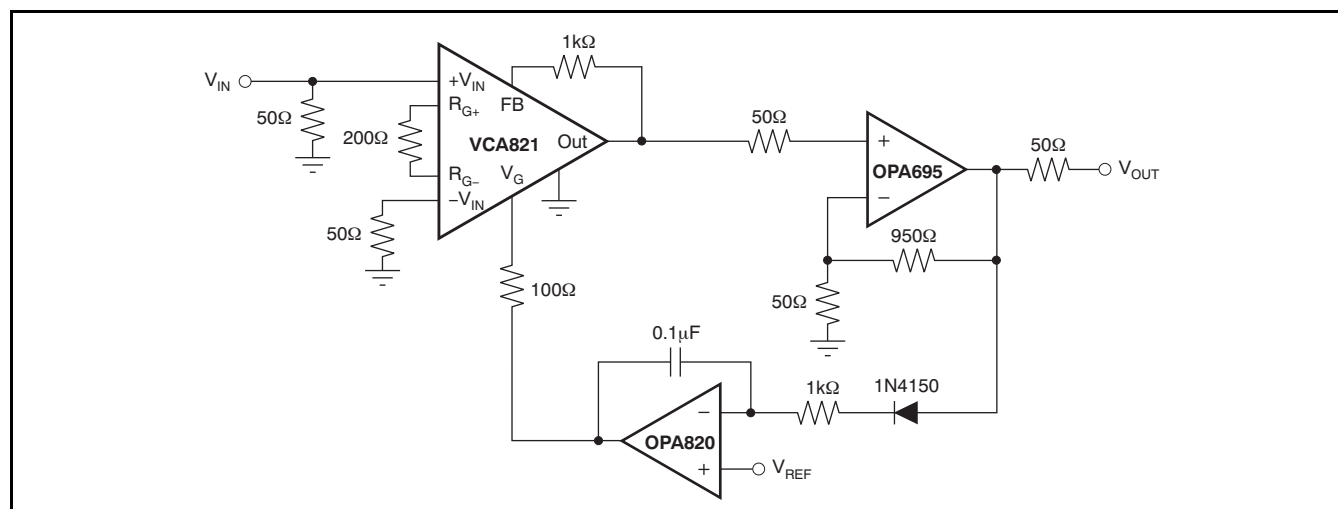 1kΩ
V_IN
+V_IN
FB
R_G+
50Ω
200Ω
VCA821
Out
50Ω
+
OPA695
50Ω
V_OUT
R_G−
V_G
−V_IN
−
50Ω
950Ω
100Ω
50Ω
0.1μF
1kΩ
1N4150
−
OPA820
+
V_REF